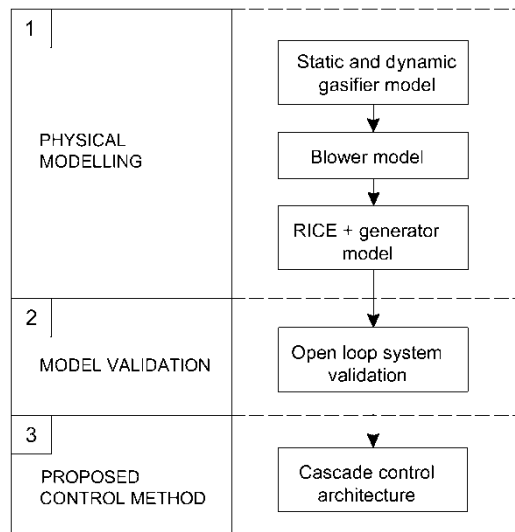 1
PHYSICAL
MODELLING
Static and dynamic
gasifier model
Blower model
RICE + generator
model
2
MODEL VALIDATION
Open loop system
validation
3
PROPOSED
CONTROL METHOD
Cascade control
architecture